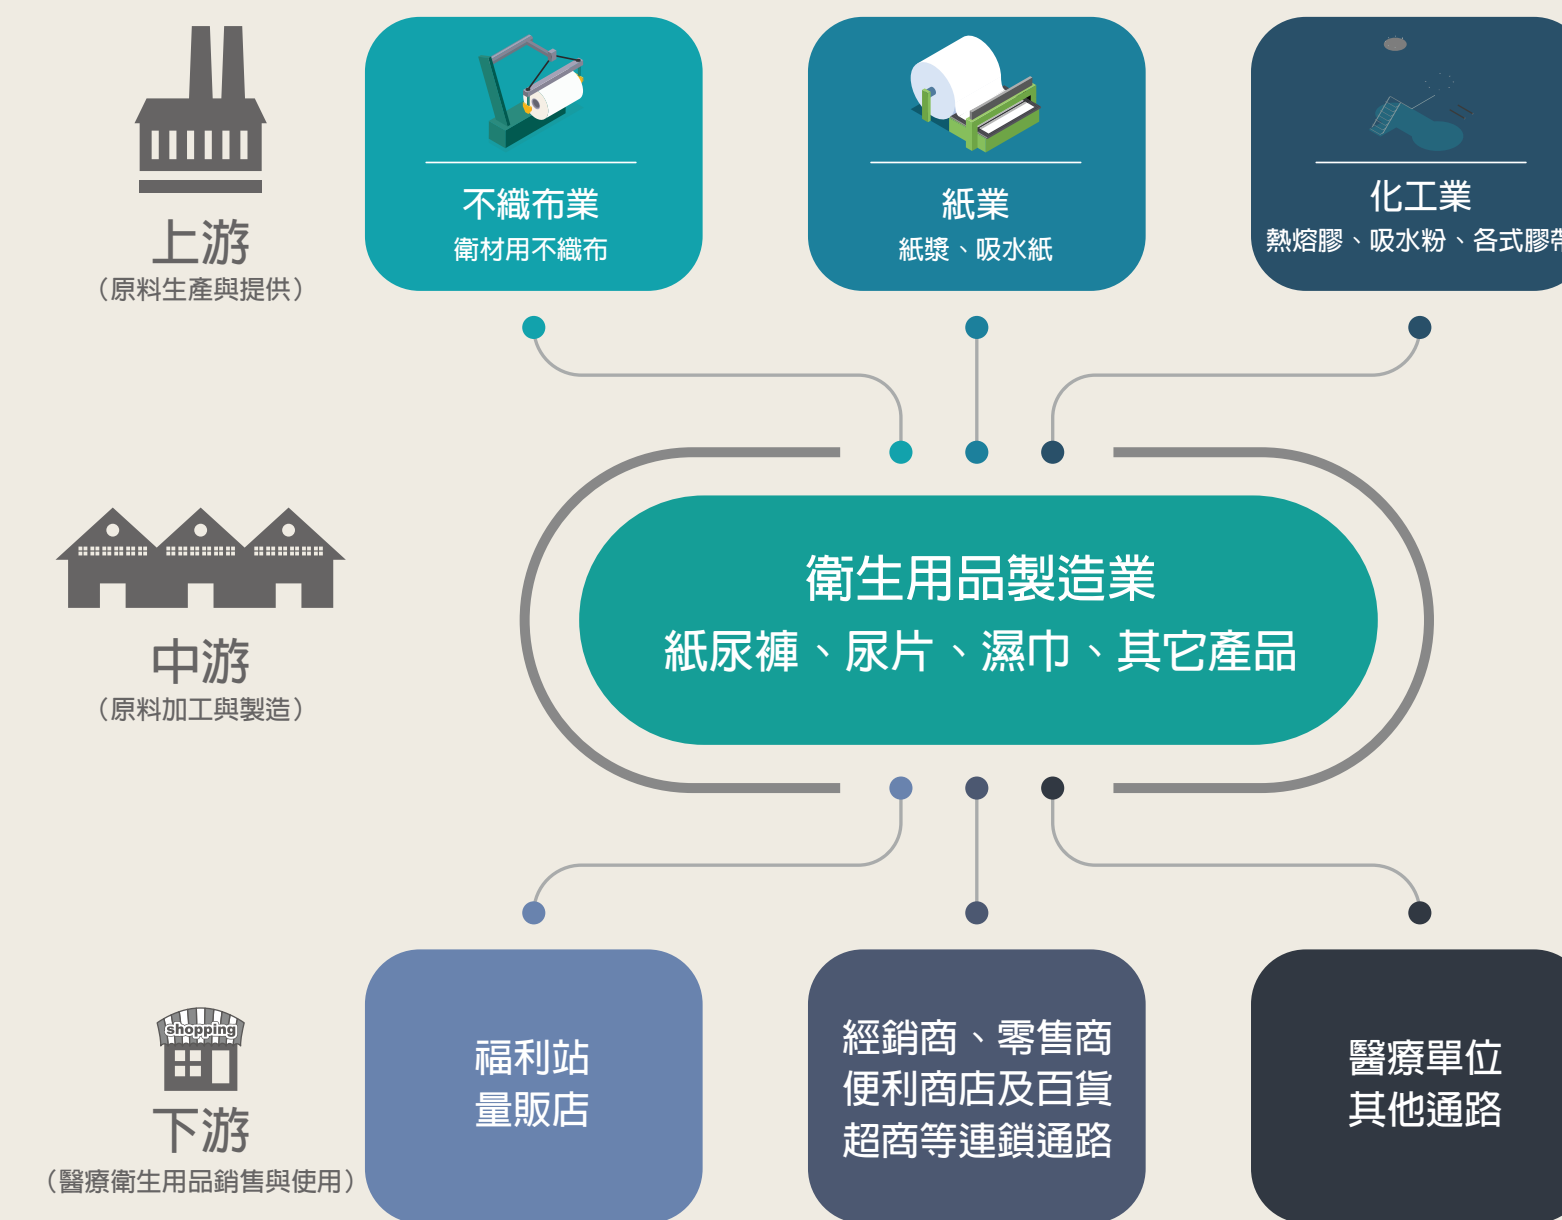 上游
（原料生產與提供）
不織布業
衛材用不織布
紙業
紙漿、吸水紙
化工業
熱熔膠、吸水粉、各式膠帶
中游
（原料加工與製造）
衛生用品製造業
紙尿褲、尿片、濕巾、其它產品
shopping
下游
（醫療衛生用品銷售與使用）
福利站
量販店
經銷商、零售商
便利商店及百貨
超商等連鎖通路
醫療單位
其他通路